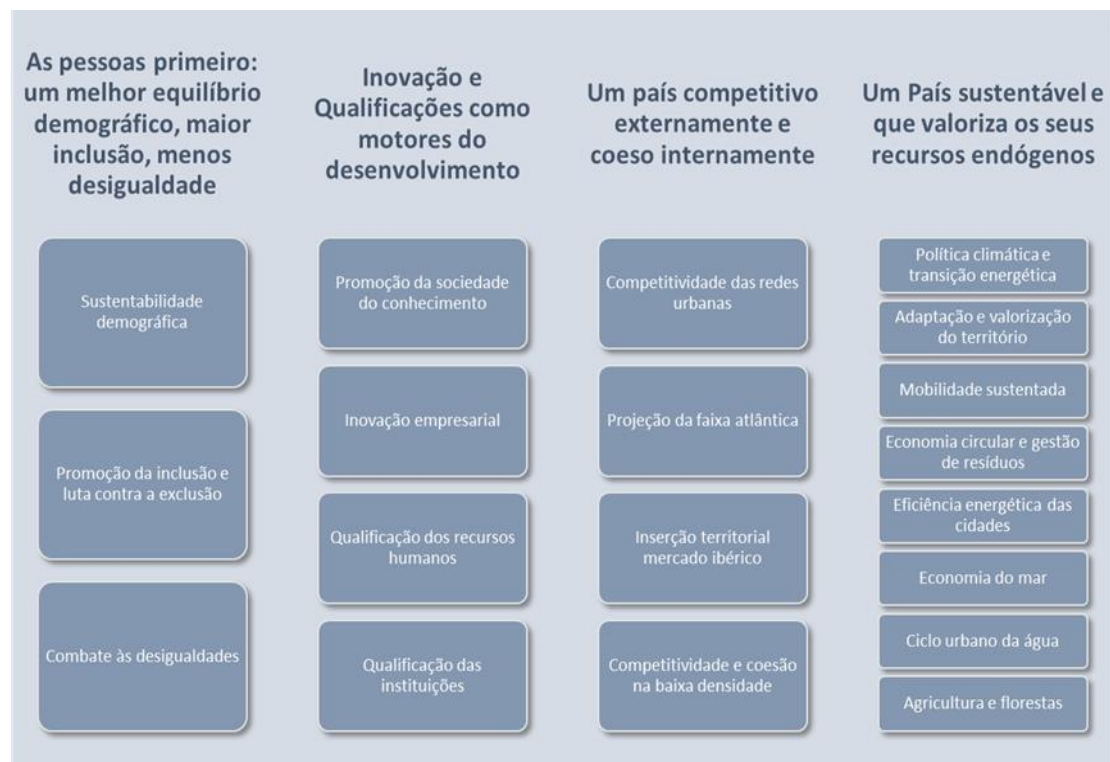 As pessoas primeiro:
um melhor equilíbrio
demográfico, maior
inclusão, menos
desigualdade
Sustentabilidade
demográfica
Promoção da inclusão e
luta contra a exclusão
Combate às desigualdades
Inovação e
Qualificações como
motores do
desenvolvimento
Promoção da sociedade
do conhecimento
Inovação empresarial
Qualificação dos recursos
humanos
Qualificação das
instituições
Um país competitivo
externamente e
coeso internamente
Competitividade das redes
urbanas
Projeção da faixa atlântica
Inserção territorial
mercado ibérico
Competitividade e coesão
na baixa densidade
Um País sustentável e
que valoriza os seus
recursos endógenos
Política climática e
transição energética
Adaptação e valorização
do território
Mobilidade sustentada
Economia circular e gestão
de resíduos
Eficiência energética das
cidades
Economia do mar
Ciclo urbano da água
Agricultura e florestas